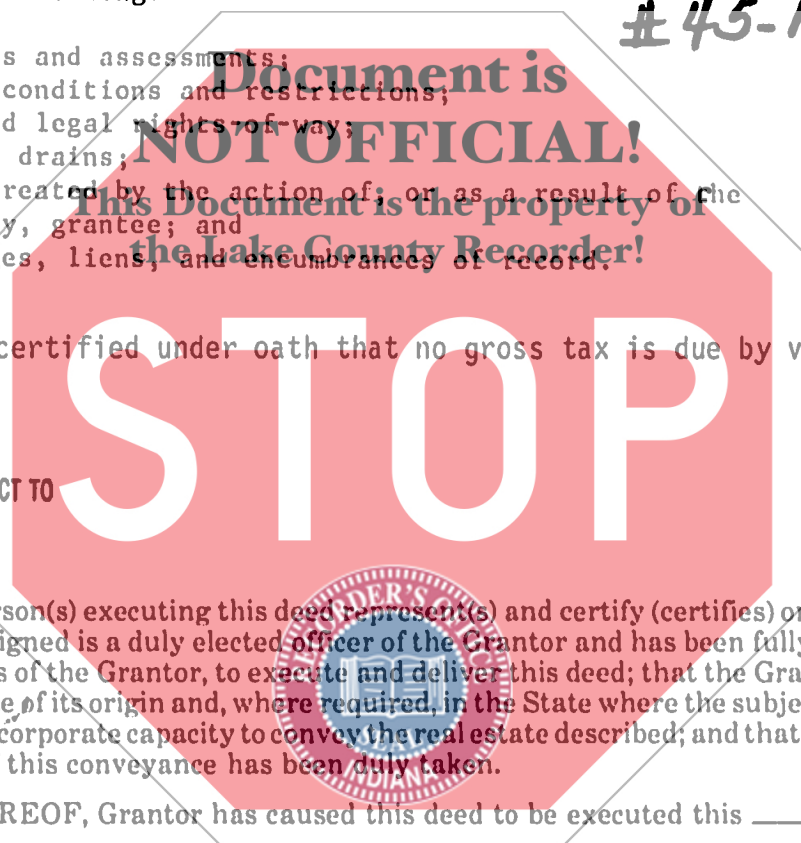 #45-
s and assessments;
Document is
conditions and restrictions;
d legal rights-of-way;
NOT OFFICIAL!
drains;
reated by the action of, or as a result of the
This Document is the property of
y, grantee; and
the Lake County Recorder!
es, liens, and encumbrances of record.
certified under oath that no gross tax is due by v
STOP
CT TO
rson(s) executing this deed represent(s) and certify (certifies) on
igned is a duly elected officer of the Grantor and has been fully
s of the Grantor, to execute and deliver this deed; that the Gra
e of its origin and, where required, in the State where the subje
corporate capacity to convey the real estate described; and that
this conveyance has been duly taken.
INDIANA
REOF, Grantor has caused this deed to be executed this